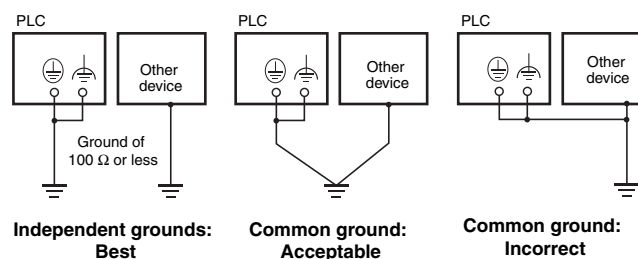 PLC
Other
device
Ground of
100 Ω or less
Independent grounds:
Best
PLC
Other
device
Common ground:
Acceptable
PLC
Other
device
Common ground:
Incorrect